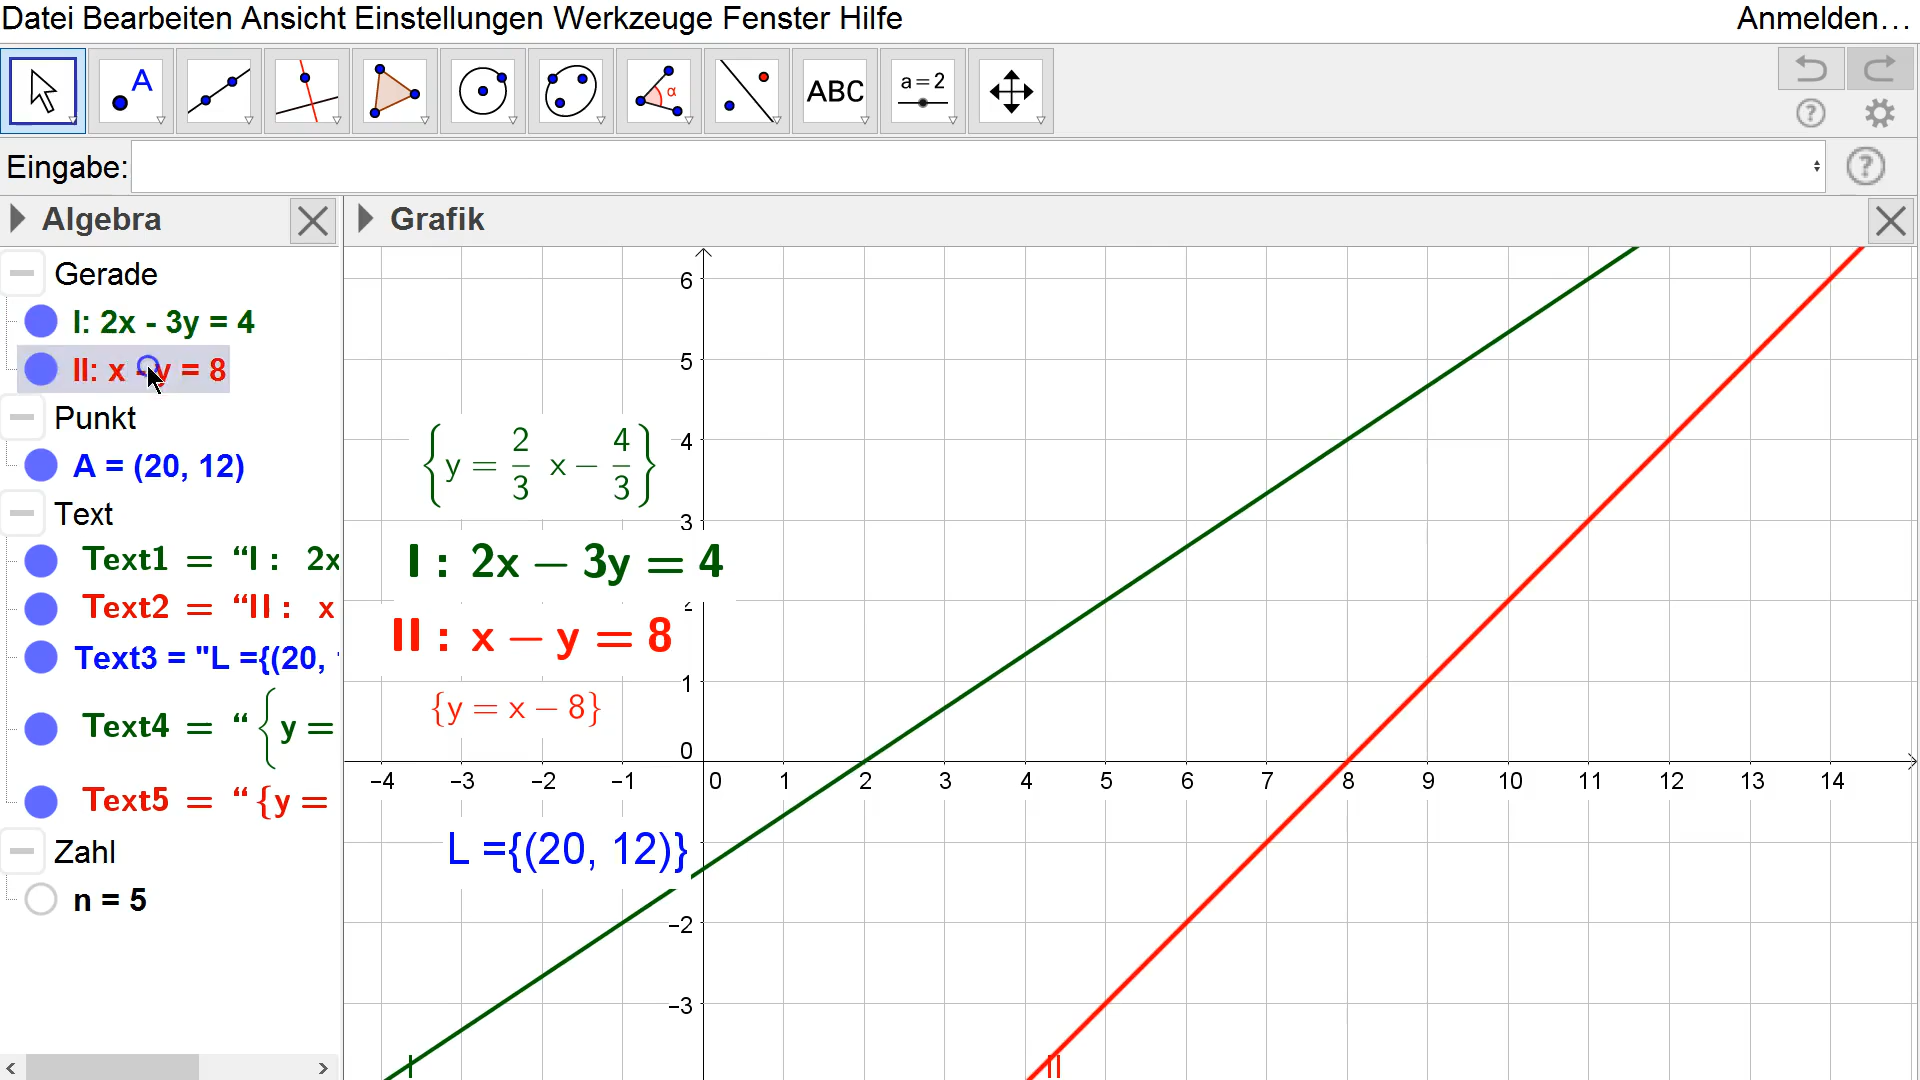 Datei Bearbeiten Ansicht Einstellungen Werkzeuge Fenster Hilfe Anmelden…
A α ABC a=2
Eingabe:
Algebra
Grafik
Gerade
I: 2x - 3y = 4
II: x - y = 8
Punkt
A = (20, 12)
Text
Text1 = “I : 2x
Text2 = “II : x
Text3 = "L ={(20,
Text4 = “{y =
Text5 = “{y =
Zahl
n = 5
6
5
4
3
2
1
0
–2
–3
–4 –3 –2 –1 0 1 2 3 4 5 6 7 8 9 10 11 12 13 14
{y = 2/3 x − 4/3}
I : 2x − 3y = 4
II : x − y = 8
{y = x − 8}
L ={(20, 12)}
I
II